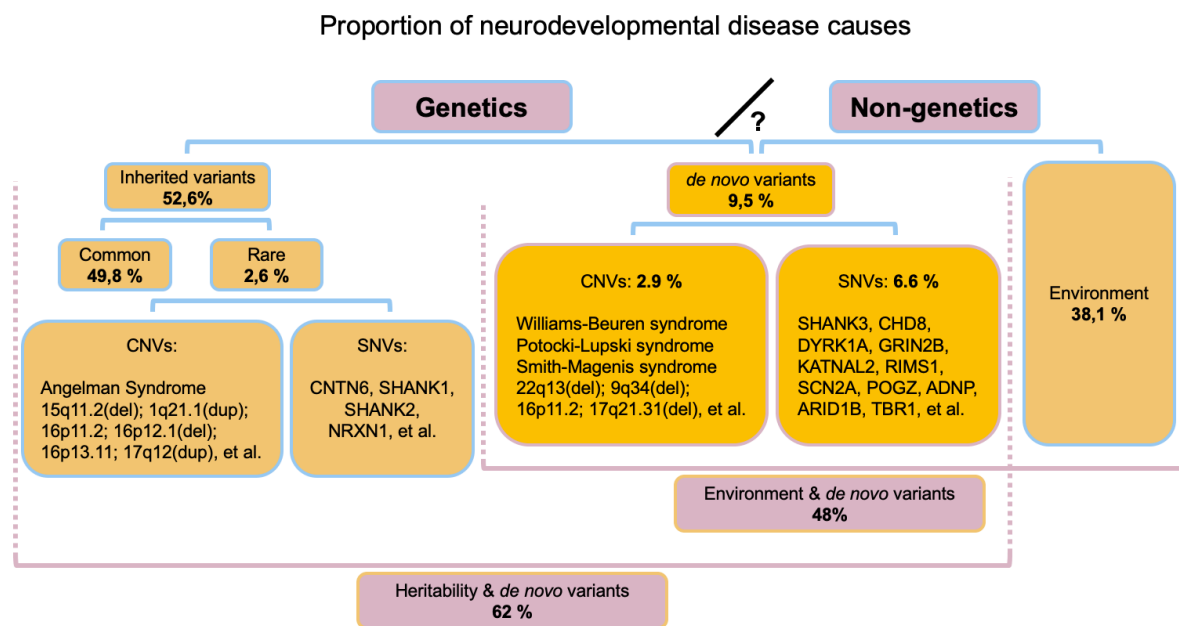 Proportion of neurodevelopmental disease causes
Genetics
?
Non-genetics
Inherited variants
52,6%
Common
49,8 %
Rare
2,6 %
CNVs:
Angelman Syndrome
15q11.2(del); 1q21.1(dup);
16p11.2; 16p12.1(del);
16p13.11; 17q12(dup), et al.
SNVs:
CNTN6, SHANK1,
SHANK2,
NRXN1, et al.
de novo variants
9,5 %
CNVs: 2.9 %
Williams-Beuren syndrome
Potocki-Lupski syndrome
Smith-Magenis syndrome
22q13(del); 9q34(del);
16p11.2; 17q21.31(del), et al.
SNVs: 6.6 %
SHANK3, CHD8,
DYRK1A, GRIN2B,
KATNAL2, RIMS1,
SCN2A, POGZ, ADNP,
ARID1B, TBR1, et al.
Environment
38,1 %
Environment & de novo variants
48%
Heritability & de novo variants
62 %